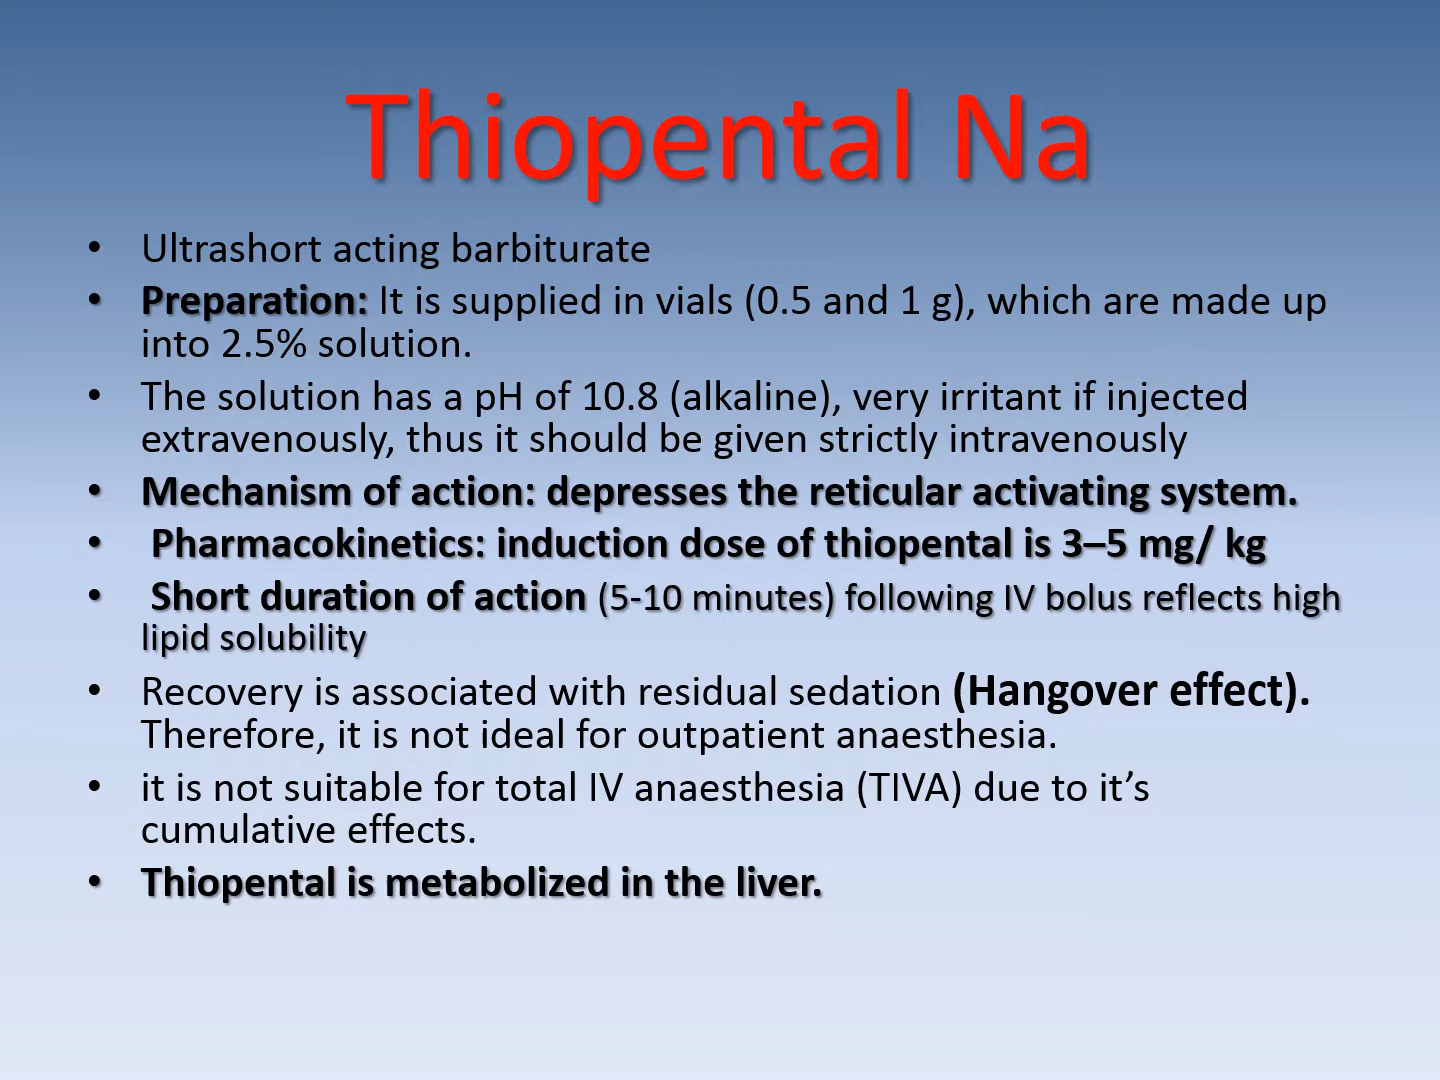 Thiopental Na
• Ultrashort acting barbiturate
• Preparation: It is supplied in vials (0.5 and 1 g), which are made up
into 2.5% solution.
• The solution has a pH of 10.8 (alkaline), very irritant if injected
extravenously, thus it should be given strictly intravenously
• Mechanism of action: depresses the reticular activating system.
• Pharmacokinetics: induction dose of thiopental is 3–5 mg/ kg
• Short duration of action (5-10 minutes) following IV bolus reflects high
lipid solubility
• Recovery is associated with residual sedation (Hangover effect).
Therefore, it is not ideal for outpatient anaesthesia.
• it is not suitable for total IV anaesthesia (TIVA) due to it’s
cumulative effects.
• Thiopental is metabolized in the liver.